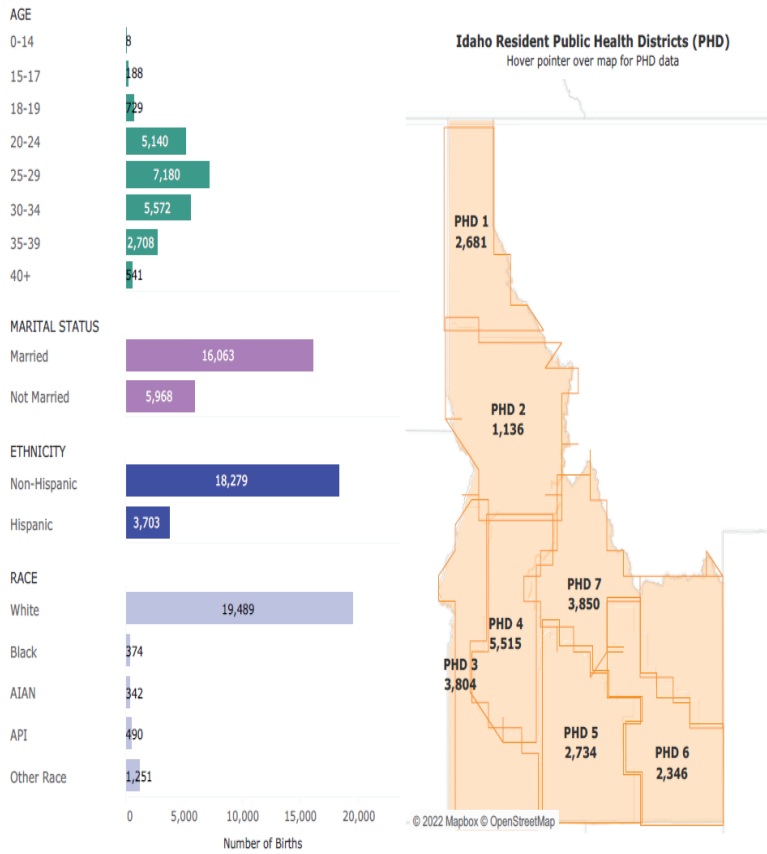 AGE
0-14 8
15-17 188
18-19 729
20-24 5,140
25-29 7,180
30-34 5,572
35-39 2,708
40+ 541
MARITAL STATUS
Married 16,063
Not Married 5,968
ETHNICITY
Non-Hispanic 18,279
Hispanic 3,703
RACE
White 19,489
Black 374
AIAN 342
API 490
Other Race 1,251
0 5,000 10,000 15,000 20,000
Number of Births
Idaho Resident Public Health Districts (PHD)
Hover pointer over map for PHD data
PHD 1
2,681
PHD 2
1,136
PHD 7
3,850
PHD 4
5,515
PHD 3
3,804
PHD 5
2,734
PHD 6
2,346
© 2022 Mapbox © OpenStreetMap